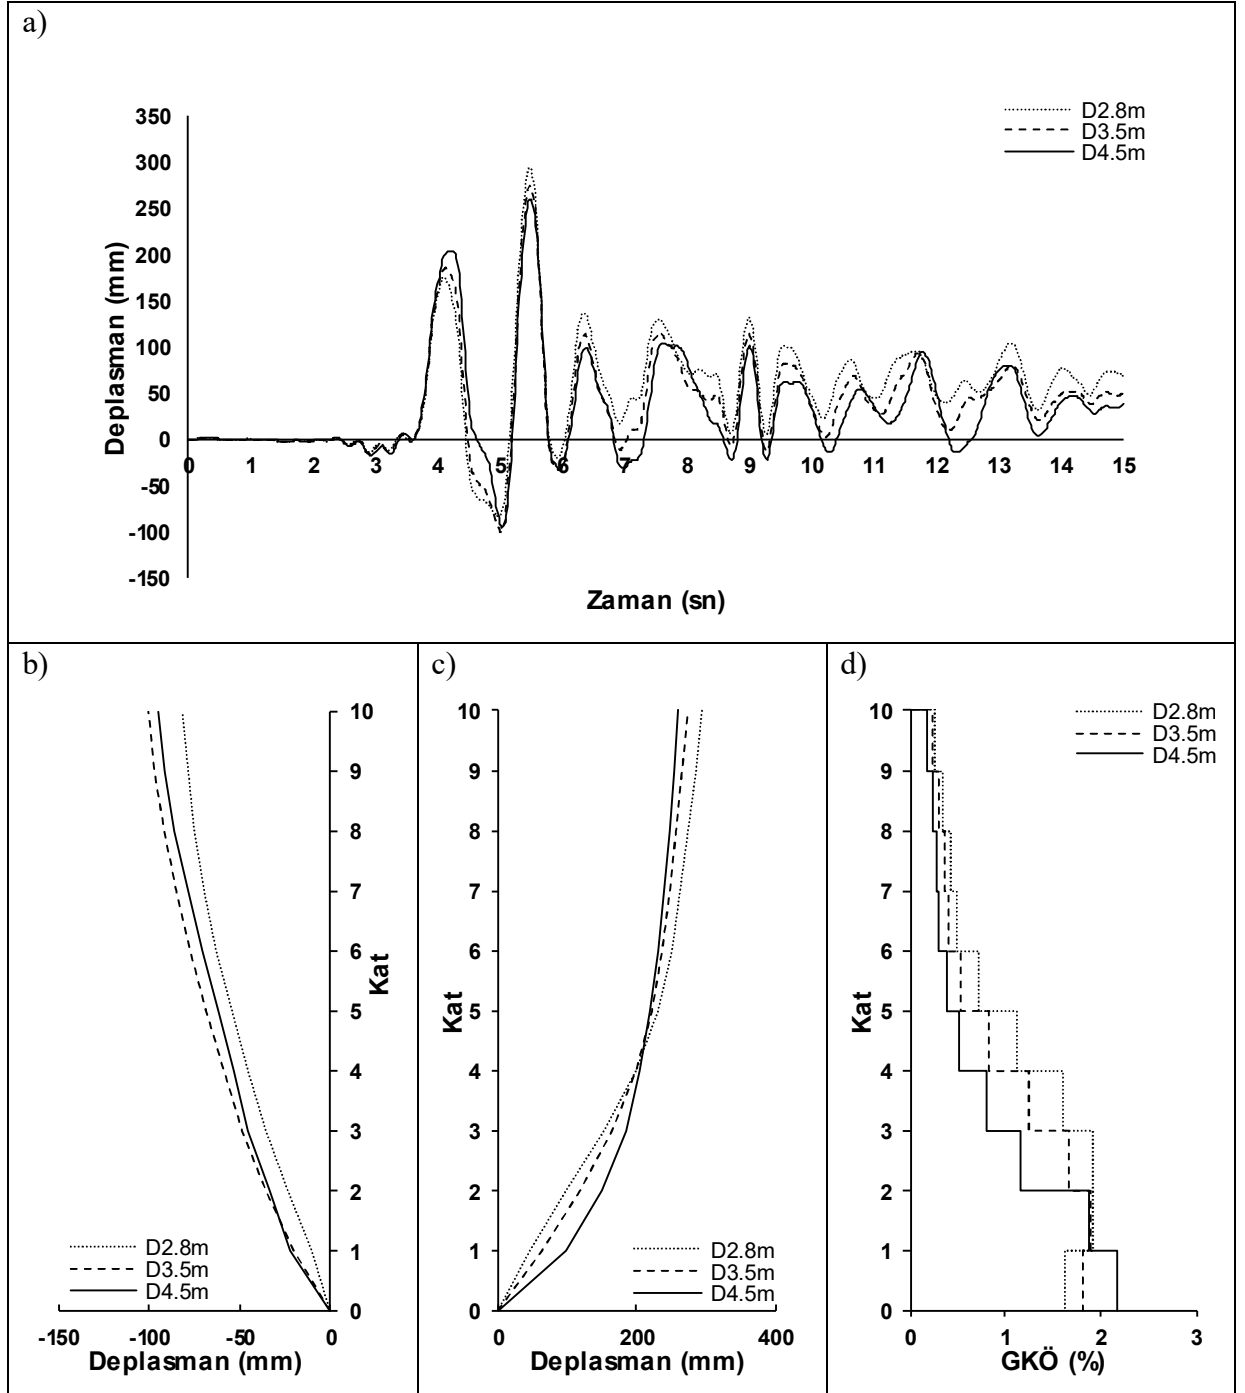 a)
350
300
250
200
150
100
50
0
-50
-100
-150
Deplasman (mm)
0 1 2 3 4 5 6 7 8 9 10 11 12 13 14 15
Zaman (sn)
D2.8m
D3.5m
D4.5m
b)
10
9
8
7
6
5
4
3
2
1
0
Kat
D2.8m
D3.5m
D4.5m
-150 -100 -50 0
Deplasman (mm)
c)
10
9
8
7
6
5
4
3
2
1
0
Kat
D2.8m
D3.5m
D4.5m
0 200 400
Deplasman (mm)
d)
10
9
8
7
6
5
4
3
2
1
0
Kat
D2.8m
D3.5m
D4.5m
0 1 2 3
GKÖ (%)